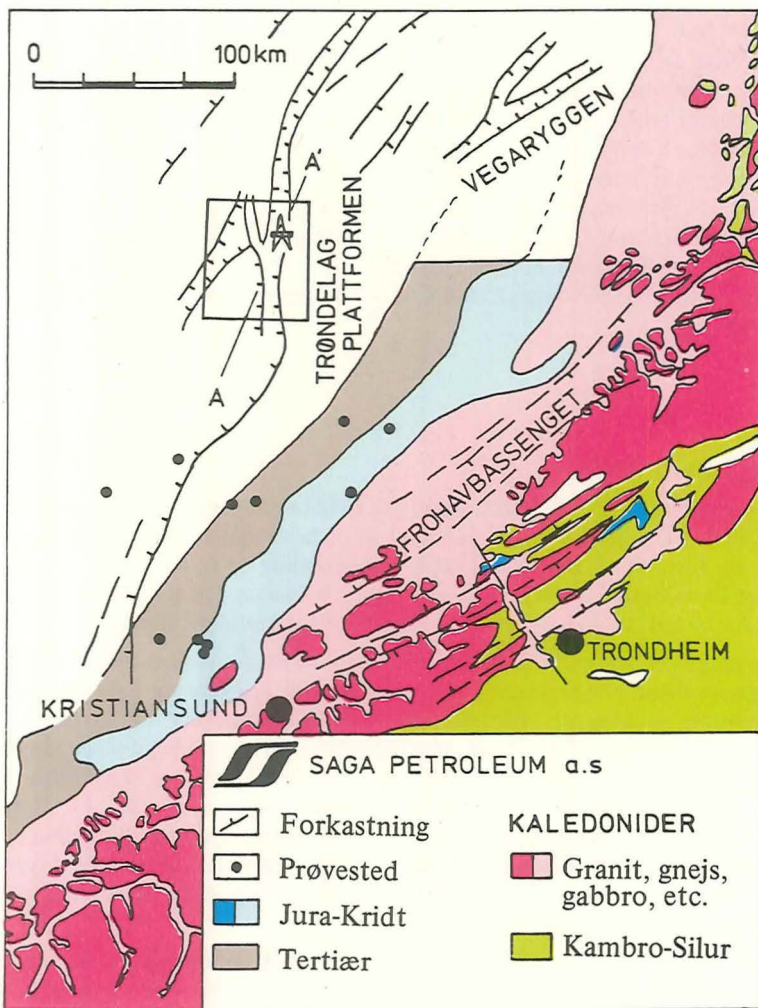 0 100km
VEGARYGGEN
A'
TRØNDELAG
PLATTFORMEN
A
FROHAVBASSENGET
TRONDHEIM
KRISTIANSUND
SAGA PETROLEUM a.s
Forkastning
Prøvested
Jura-Kridt
Tertiær
KALEDONIDER
Granit, gnejs,
gabbro, etc.
Kambro-Silur